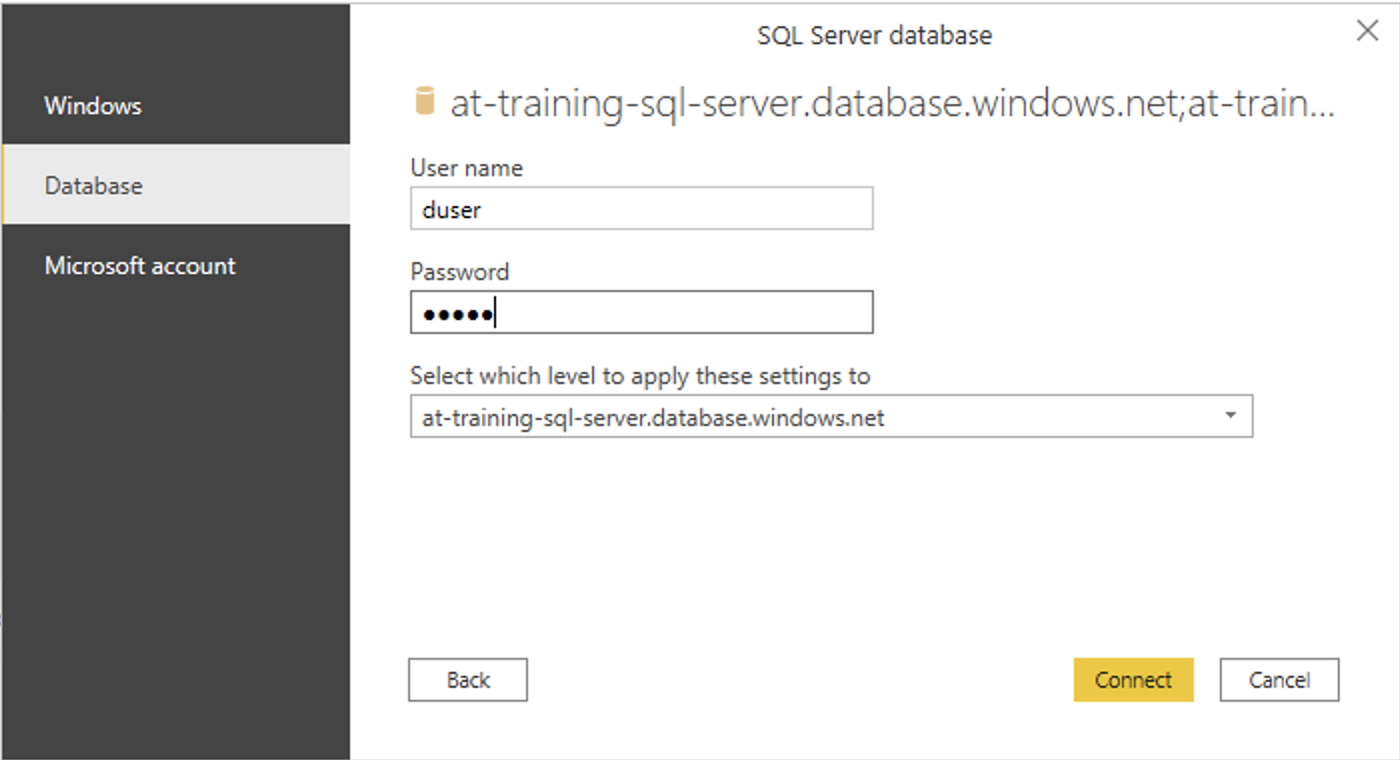 SQL Server database
Windows
Database
Microsoft account
at-training-sql-server.database.windows.net;at-train...
User name
duser
Password
●●●●●
Select which level to apply these settings to
at-training-sql-server.database.windows.net
Back
Connect
Cancel